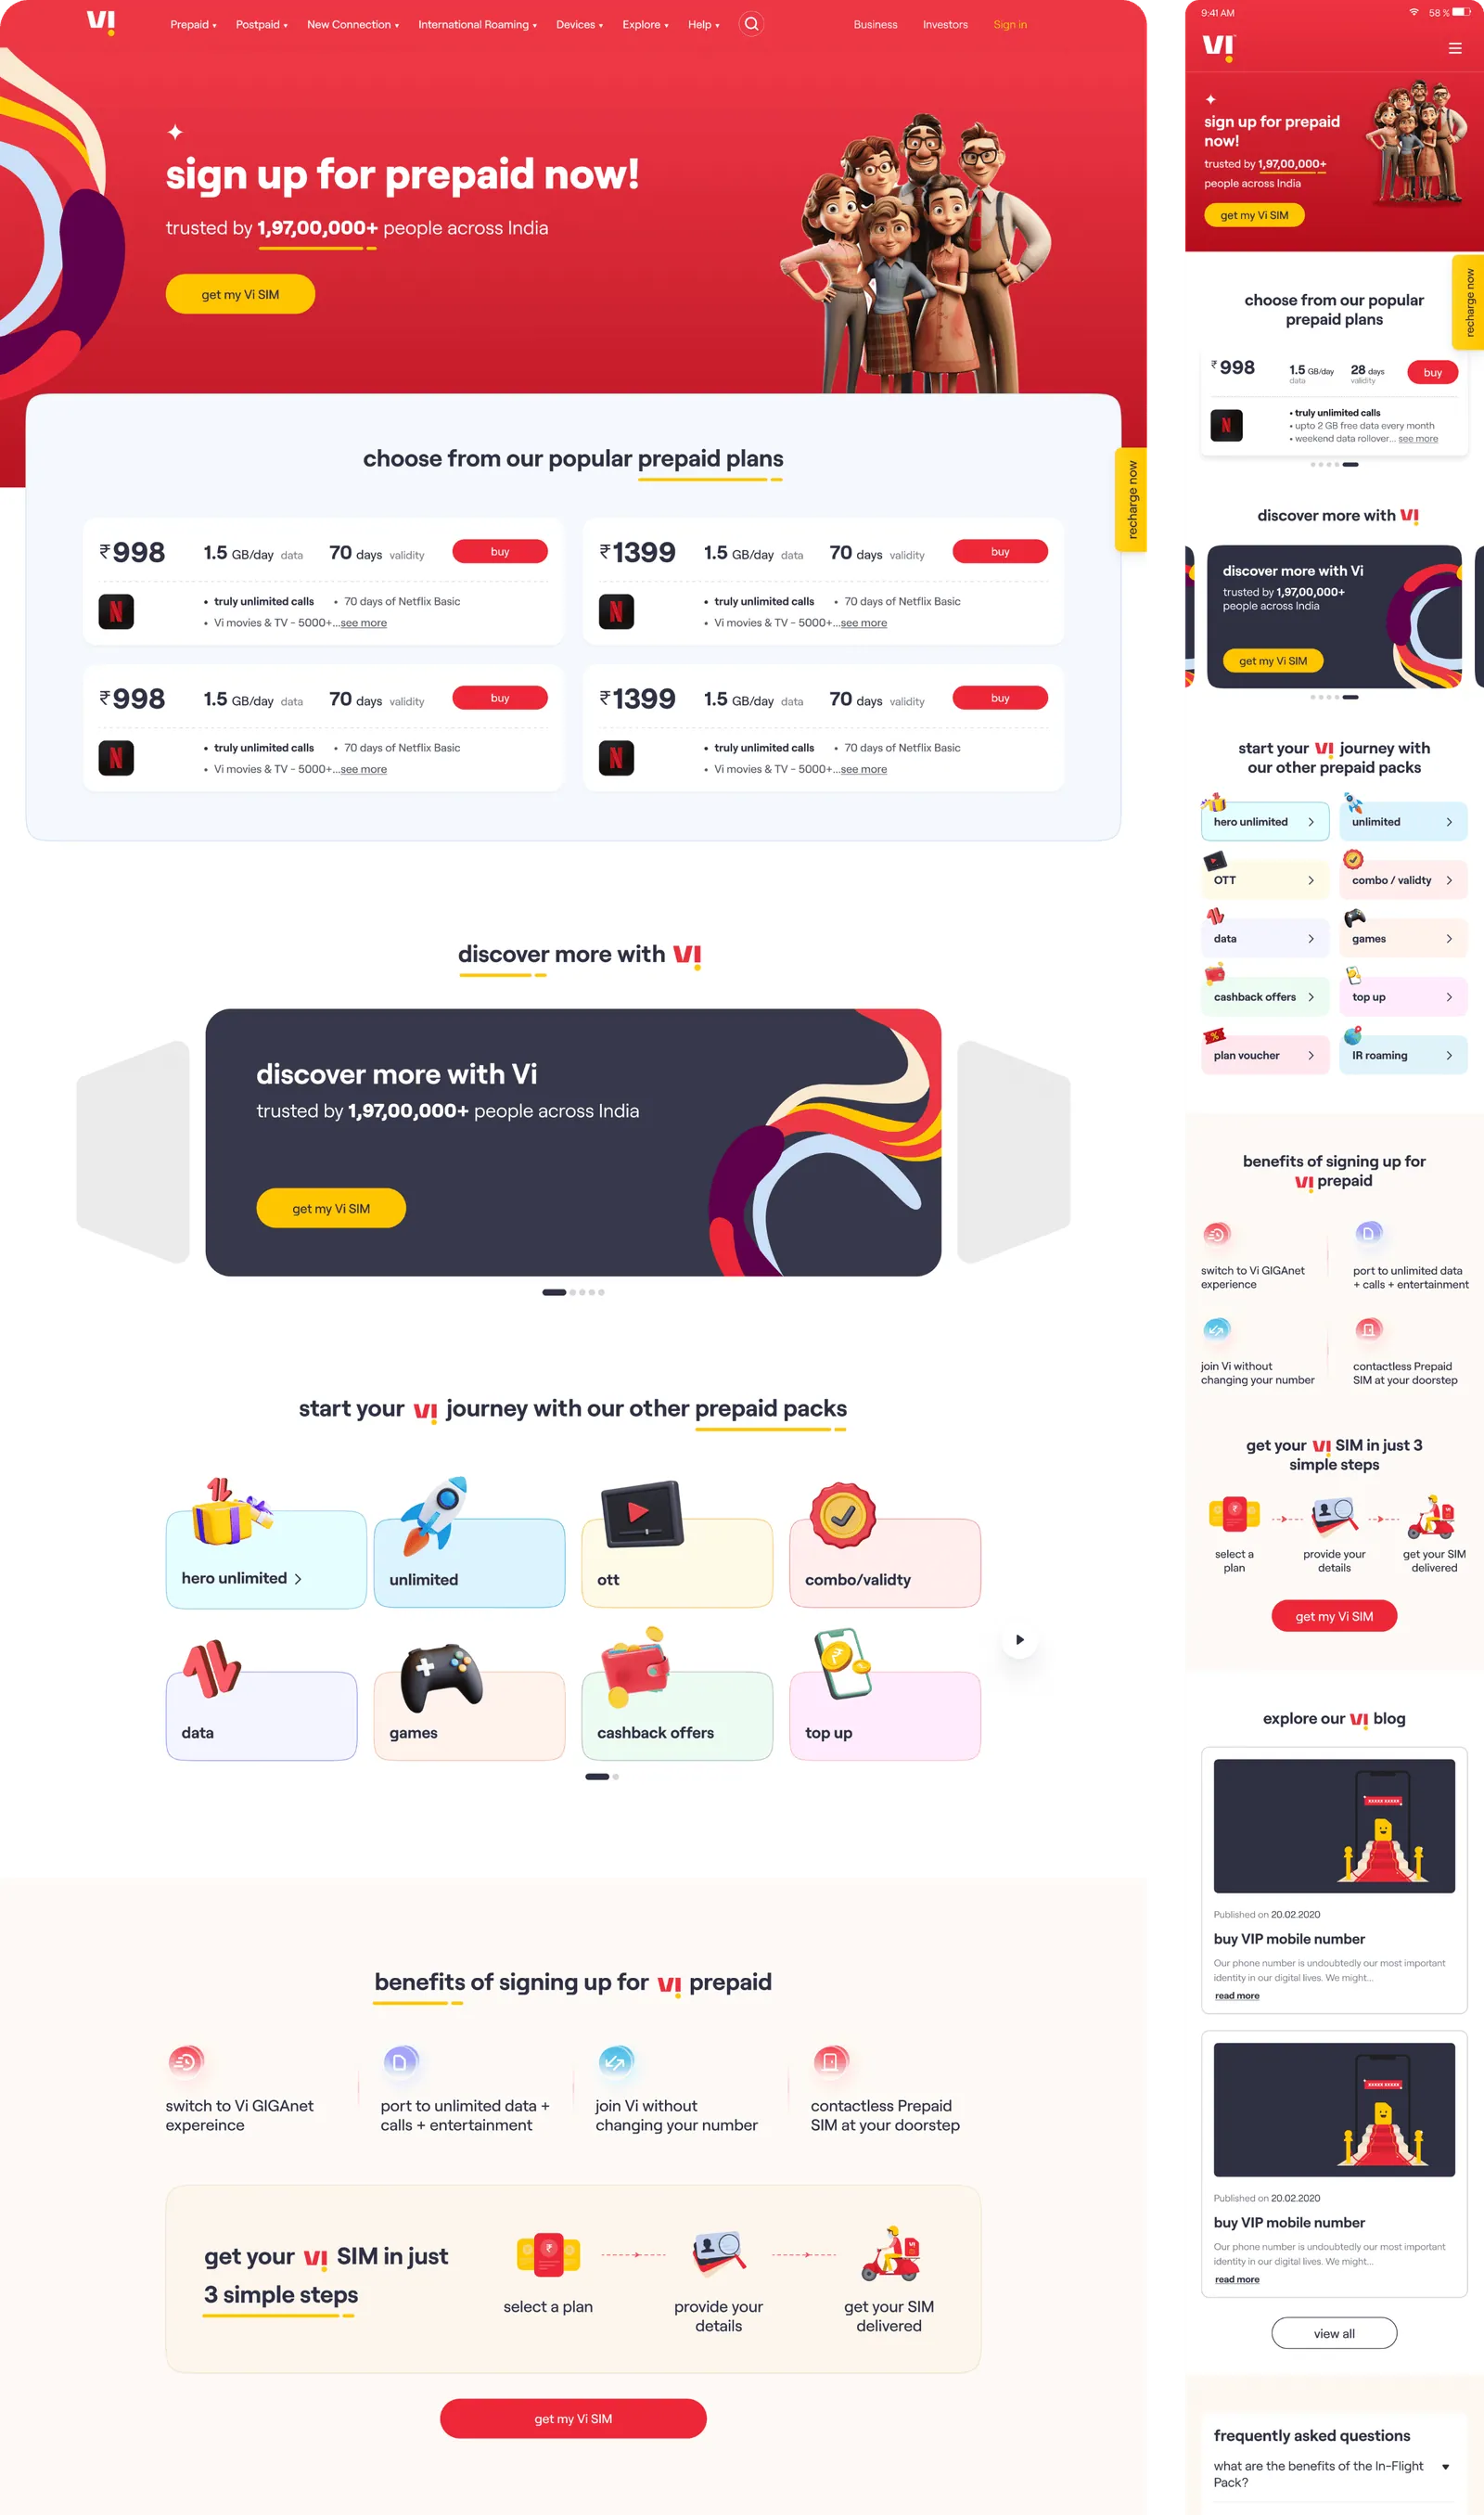 VI
Prepaid ▾ Postpaid ▾ New Connection ▾ International Roaming ▾ Devices ▾ Explore ▾ Help ▾ Business Investors Sign in
sign up for prepaid now!
trusted by 1,97,00,000+ people across India
get my Vi SIM
choose from our popular prepaid plans
recharge now
₹998 1.5 GB/day data 70 days validity buy
N
• truly unlimited calls • 70 days of Netflix Basic
• Vi movies & TV - 5000+...see more
₹1399 1.5 GB/day data 70 days validity buy
N
• truly unlimited calls • 70 days of Netflix Basic
• Vi movies & TV - 5000+...see more
₹998 1.5 GB/day data 70 days validity buy
N
• truly unlimited calls • 70 days of Netflix Basic
• Vi movies & TV - 5000+...see more
₹1399 1.5 GB/day data 70 days validity buy
N
• truly unlimited calls • 70 days of Netflix Basic
• Vi movies & TV - 5000+...see more
discover more with VI
discover more with Vi
trusted by 1,97,00,000+ people across India
get my Vi SIM
start your VI journey with our other prepaid packs
hero unlimited
unlimited
ott
combo/validty
data
games
cashback offers
top up
benefits of signing up for VI prepaid
switch to Vi GIGAnet
expereince
port to unlimited data +
calls + entertainment
join Vi without
changing your number
contactless Prepaid
SIM at your doorstep
get your VI SIM in just
3 simple steps
select a plan
provide your
details
get your SIM
delivered
get my Vi SIM
9:41 AM 58 %
VI
sign up for prepaid
now!
trusted by 1,97,00,000+
people across India
get my Vi SIM
recharge now
choose from our popular
prepaid plans
₹998 1.5 GB/day data 28 days validity buy
N
• truly unlimited calls
• upto 2 GB free data every month
• weekend data rollover... see more
discover more with VI
discover more with Vi
trusted by 1,97,00,000+
people across India
get my Vi SIM
start your VI journey with
our other prepaid packs
hero unlimited
unlimited
OTT
combo / validty
data
games
cashback offers
top up
plan voucher
IR roaming
benefits of signing up for
VI prepaid
switch to Vi GIGAnet
experience
port to unlimited data
+ calls + entertainment
join Vi without
changing your number
contactless Prepaid
SIM at your doorstep
get your VI SIM in just 3
simple steps
select a
plan
provide your
details
get your SIM
delivered
get my Vi SIM
explore our VI blog
XXXXX XXXXX
Published on 20.02.2020
buy VIP mobile number
Our phone number is undoubtedly our most important
identity in our digital lives. We might...
read more
XXXXX XXXXX
Published on 20.02.2020
buy VIP mobile number
Our phone number is undoubtedly our most important
identity in our digital lives. We might...
read more
view all
frequently asked questions
what are the benefits of the In-Flight
Pack?